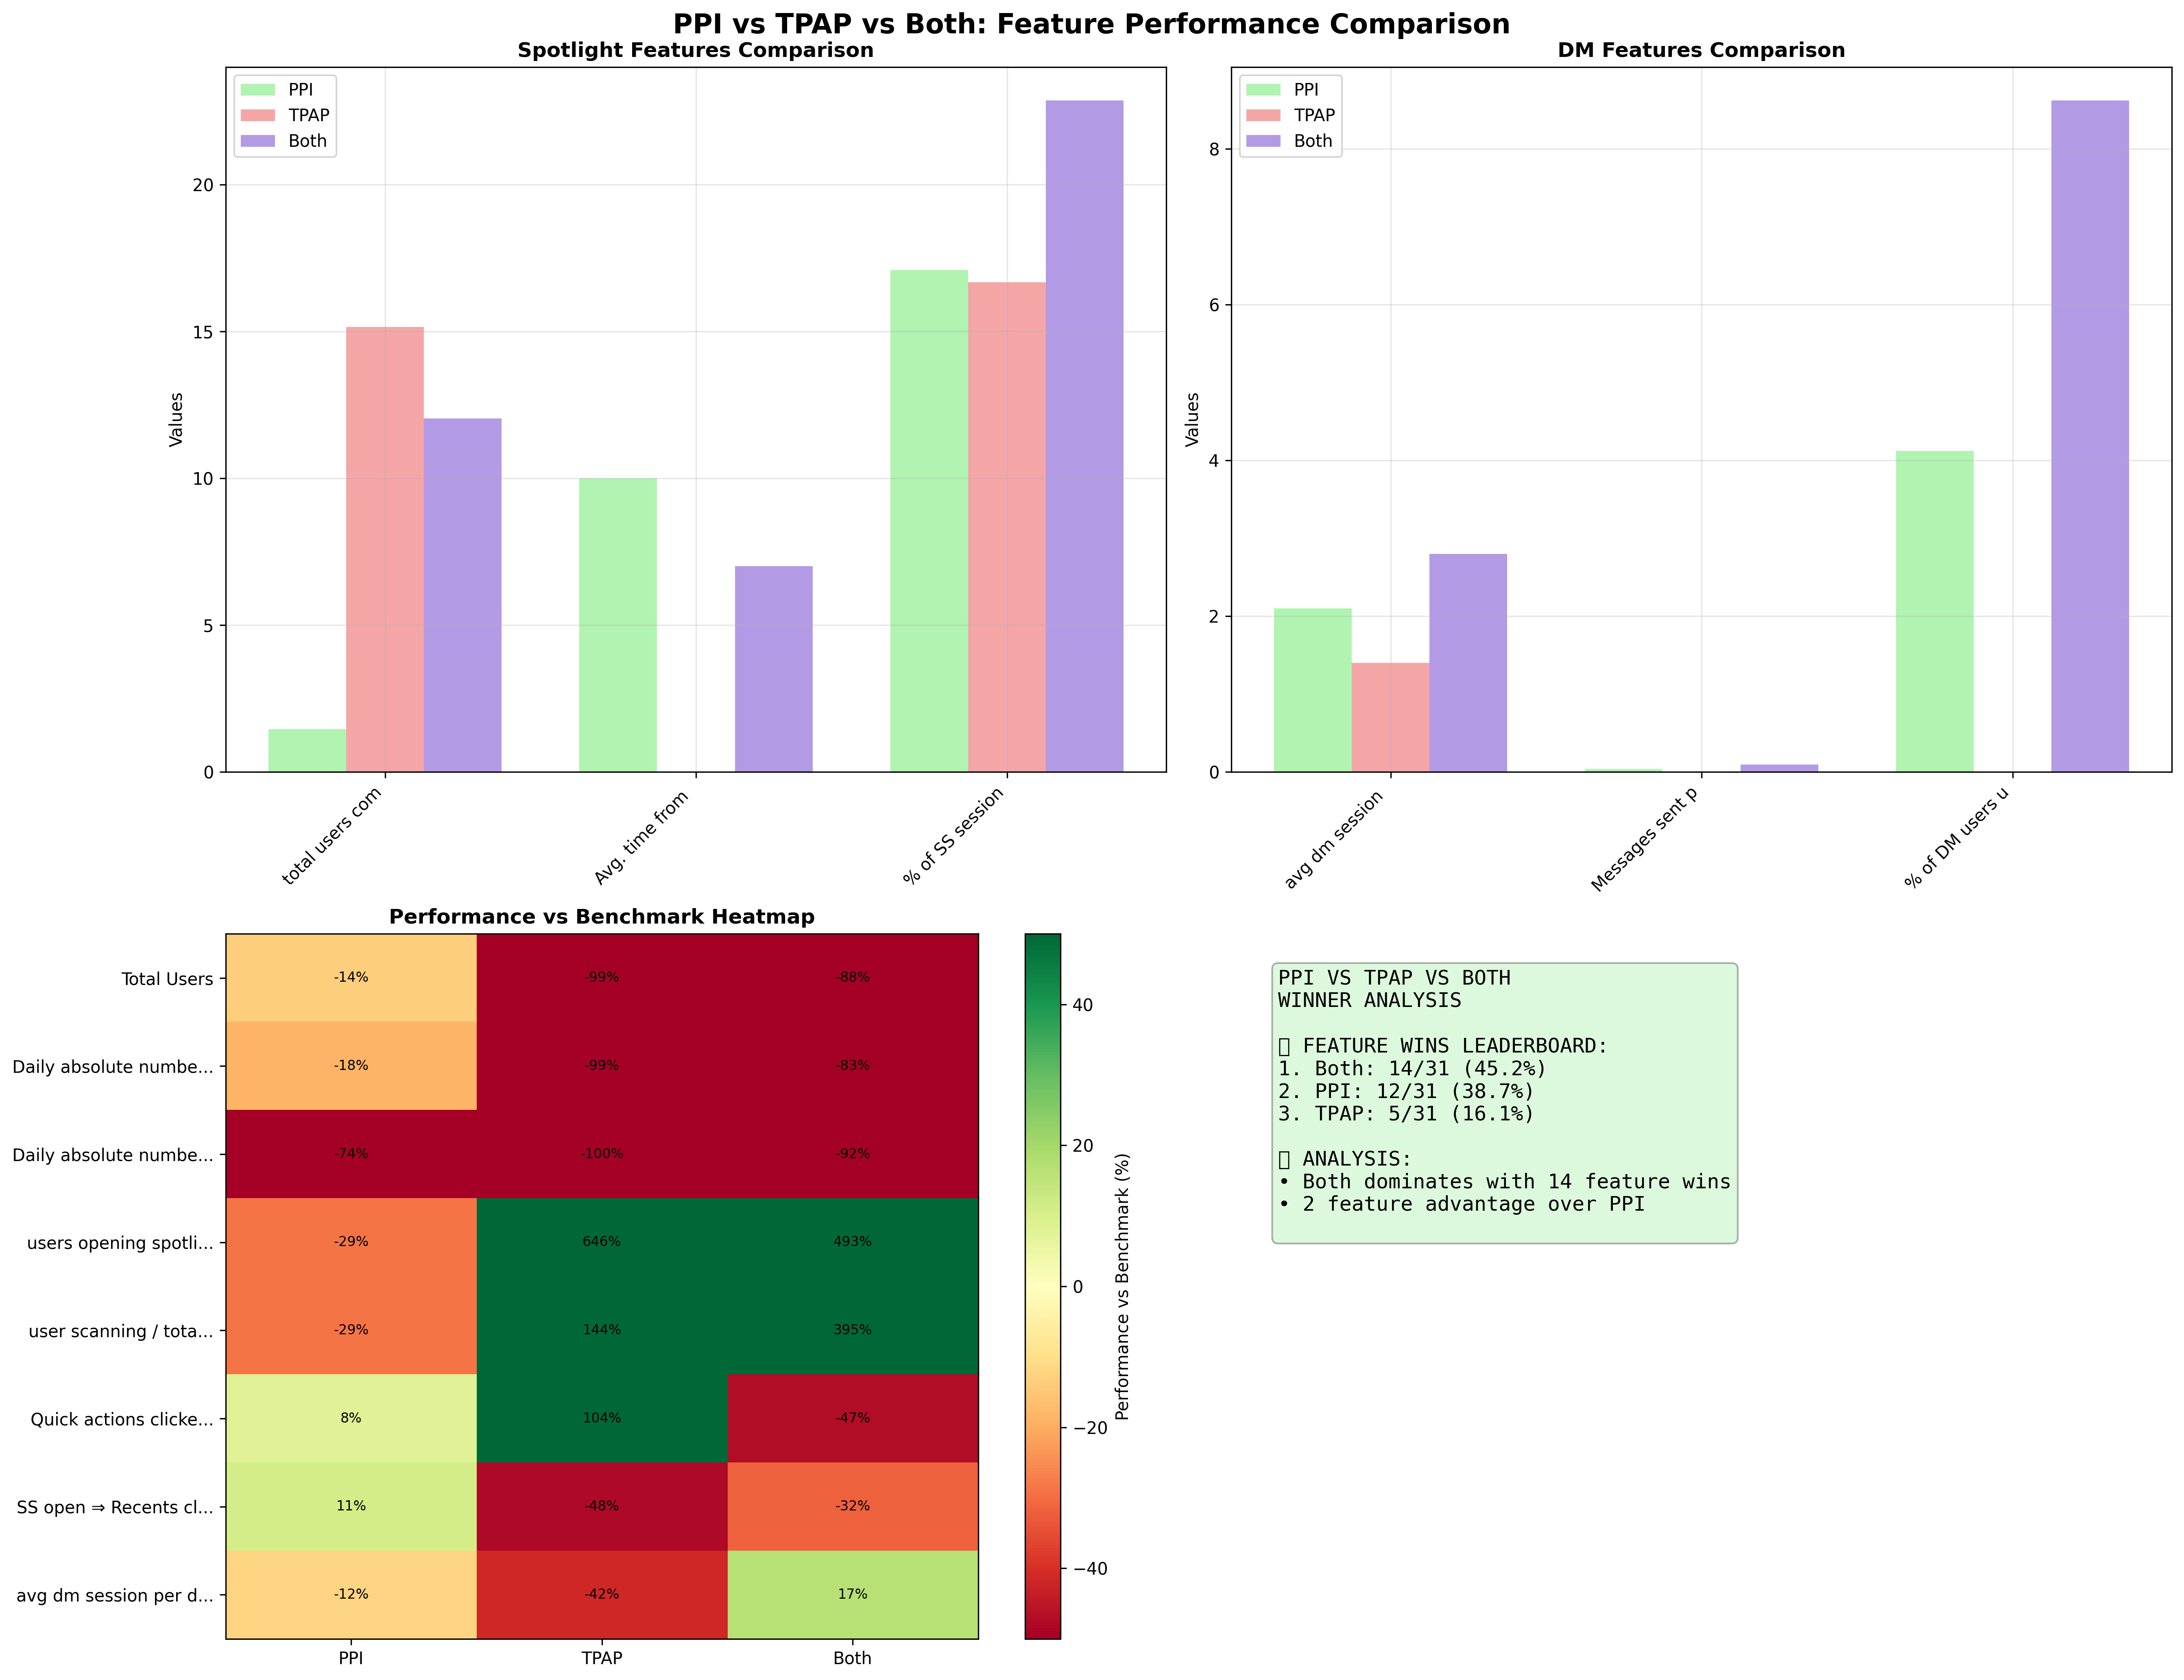 PPI vs TPAP vs Both: Feature Performance Comparison
Spotlight Features Comparison
PPI
TPAP
Both
Values
20
15
10
5
0
total users com
Avg. time from
% of SS session
DM Features Comparison
PPI
TPAP
Both
Values
8
6
4
2
0
avg dm session
Messages sent p
% of DM users u
Performance vs Benchmark Heatmap
Total Users -14% -99% -88%
Daily absolute numbe... -18% -99% -83%
Daily absolute numbe... -74% -100% -92%
users opening spotli... -29% 646% 493%
user scanning / tota... -29% 144% 395%
Quick actions clicke... 8% 104% -47%
SS open ⇒ Recents cl... 11% -48% -32%
avg dm session per d... -12% -42% 17%
PPI TPAP Both
40
20
0
−20
−40
Performance vs Benchmark (%)
PPI VS TPAP VS BOTH
WINNER ANALYSIS
FEATURE WINS LEADERBOARD:
1. Both: 14/31 (45.2%)
2. PPI: 12/31 (38.7%)
3. TPAP: 5/31 (16.1%)
ANALYSIS:
• Both dominates with 14 feature wins
• 2 feature advantage over PPI